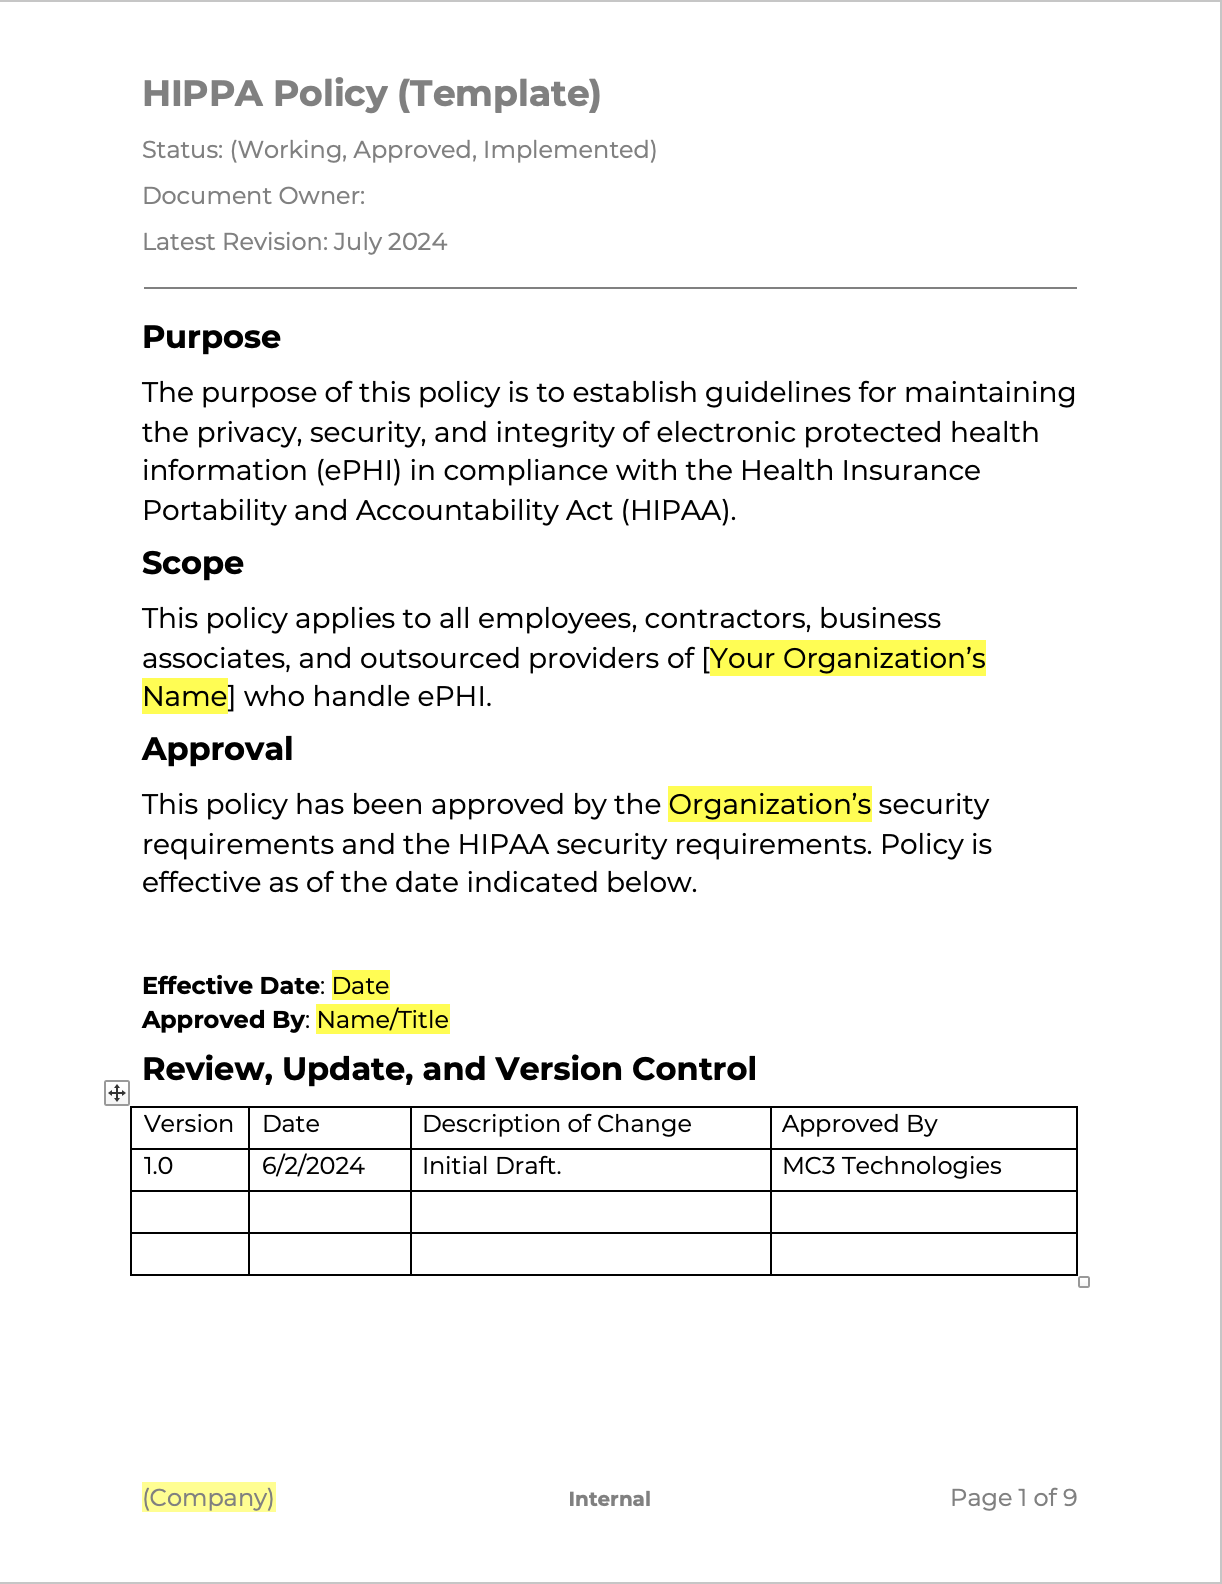 HIPPA Policy (Template)
Status: (Working, Approved, Implemented)
Document Owner:
Latest Revision: July 2024
Purpose
The purpose of this policy is to establish guidelines for maintaining
the privacy, security, and integrity of electronic protected health
information (ePHI) in compliance with the Health Insurance
Portability and Accountability Act (HIPAA).
Scope
This policy applies to all employees, contractors, business
associates, and outsourced providers of [Your Organization’s
Name] who handle ePHI.
Approval
This policy has been approved by the Organization’s security
requirements and the HIPAA security requirements. Policy is
effective as of the date indicated below.
Effective Date: Date
Approved By: Name/Title
Review, Update, and Version Control
Version Date Description of Change Approved By
1.0 6/2/2024 Initial Draft. MC3 Technologies
(Company) Internal Page 1 of 9